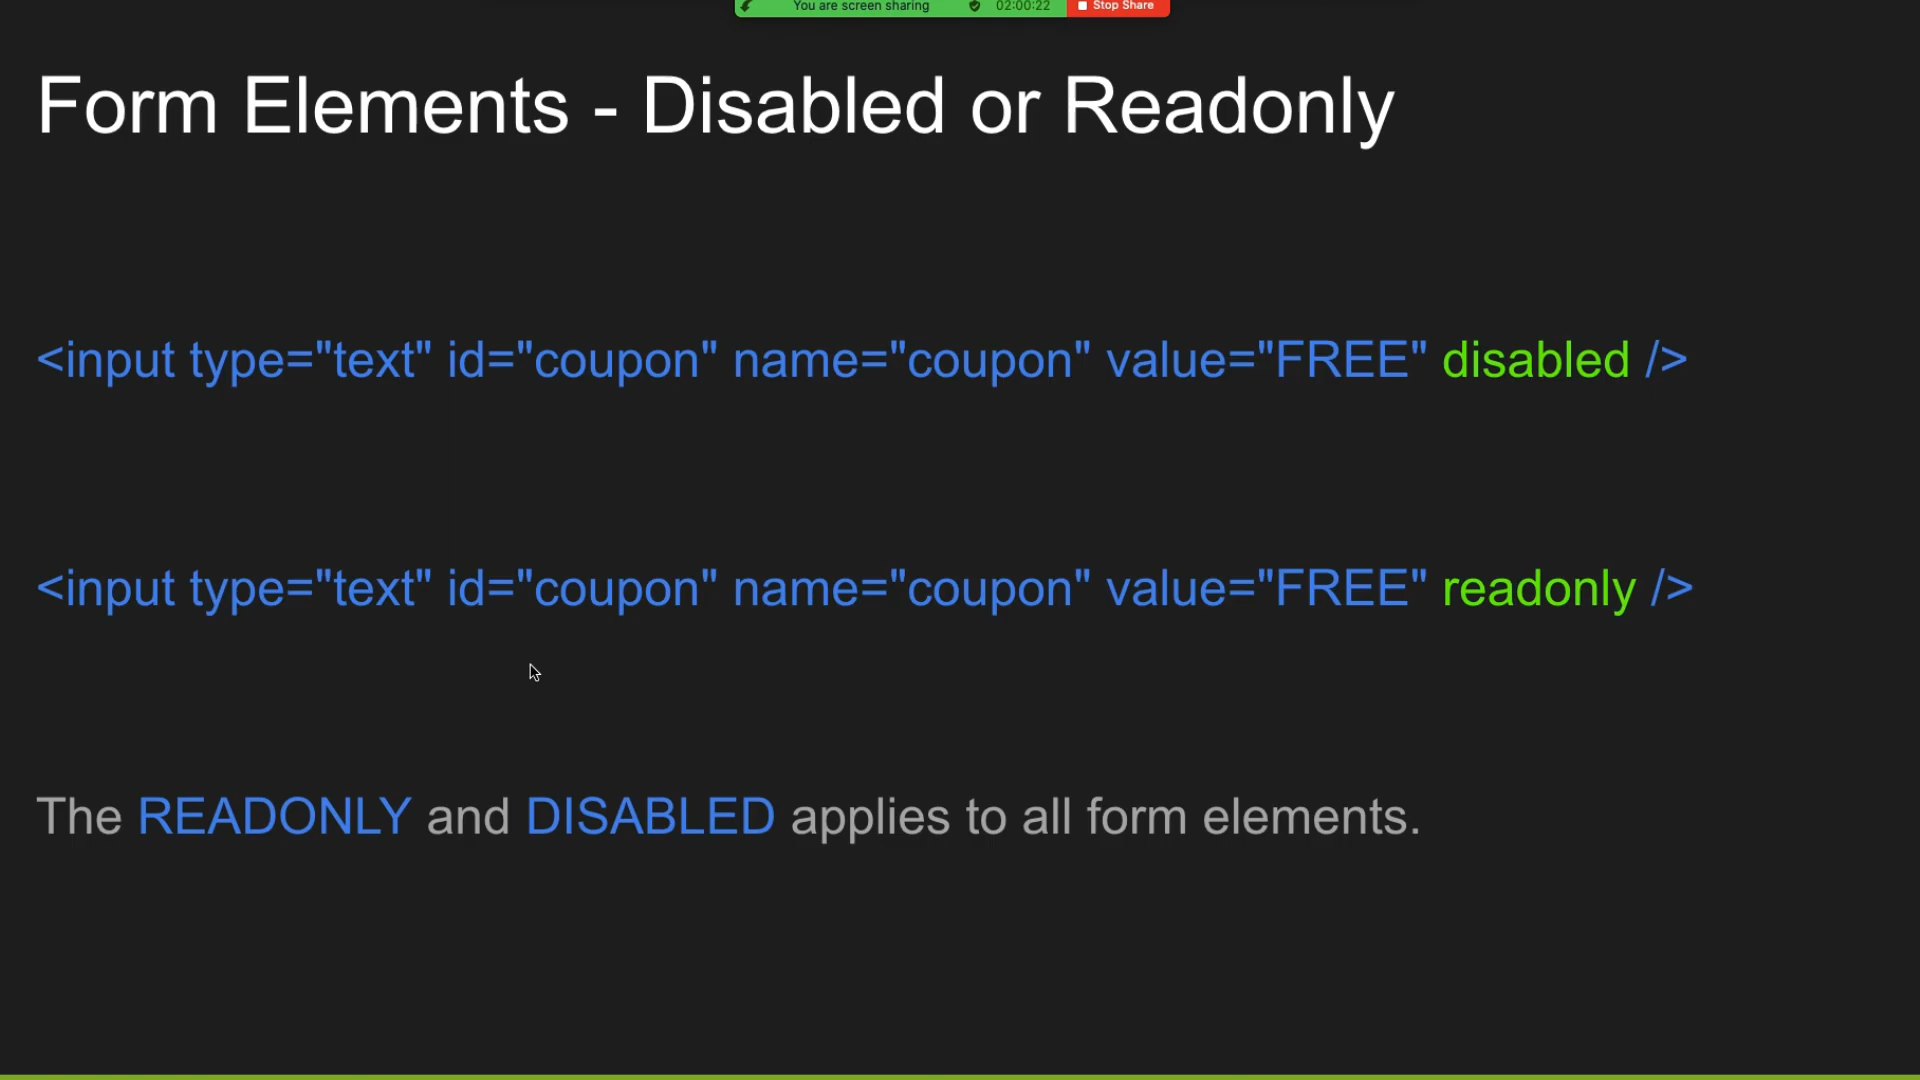 You are screen sharing 02:00:22 Stop Share
Form Elements - Disabled or Readonly
<input type="text" id="coupon" name="coupon" value="FREE" disabled />
<input type="text" id="coupon" name="coupon" value="FREE" readonly />
The READONLY and DISABLED applies to all form elements.